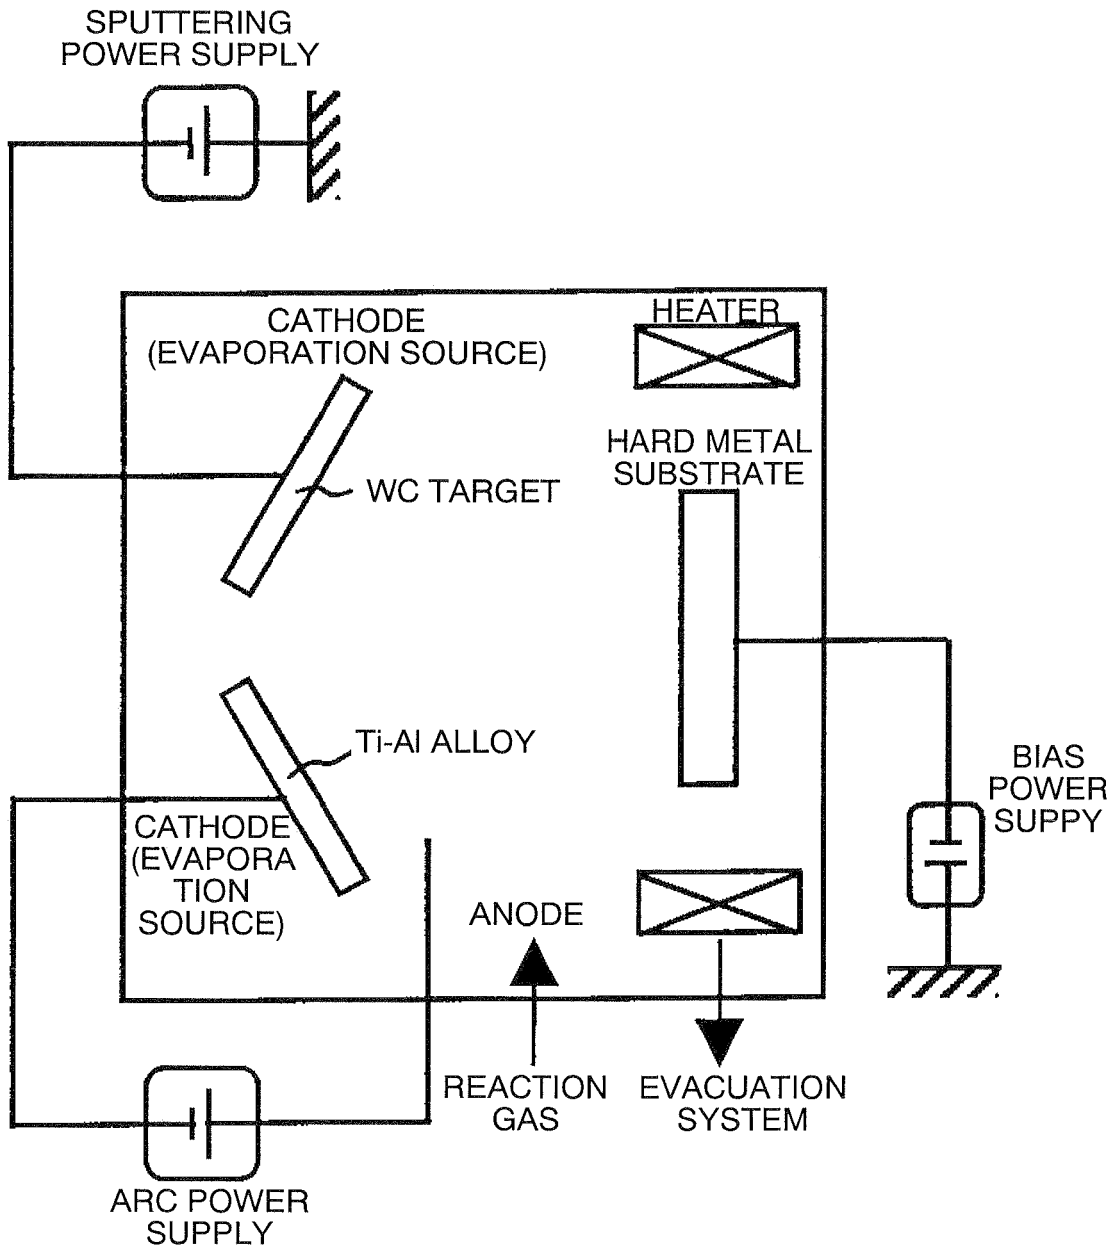 SPUTTERING
POWER SUPPLY
CATHODE
(EVAPORATION SOURCE)
HEATER
HARD METAL
SUBSTRATE
WC TARGET
Ti-Al ALLOY
BIAS
POWER
SUPPY
CATHODE
(EVAPORA
TION
SOURCE)
ANODE
REACTION
GAS
EVACUATION
SYSTEM
ARC POWER
SUPPLY